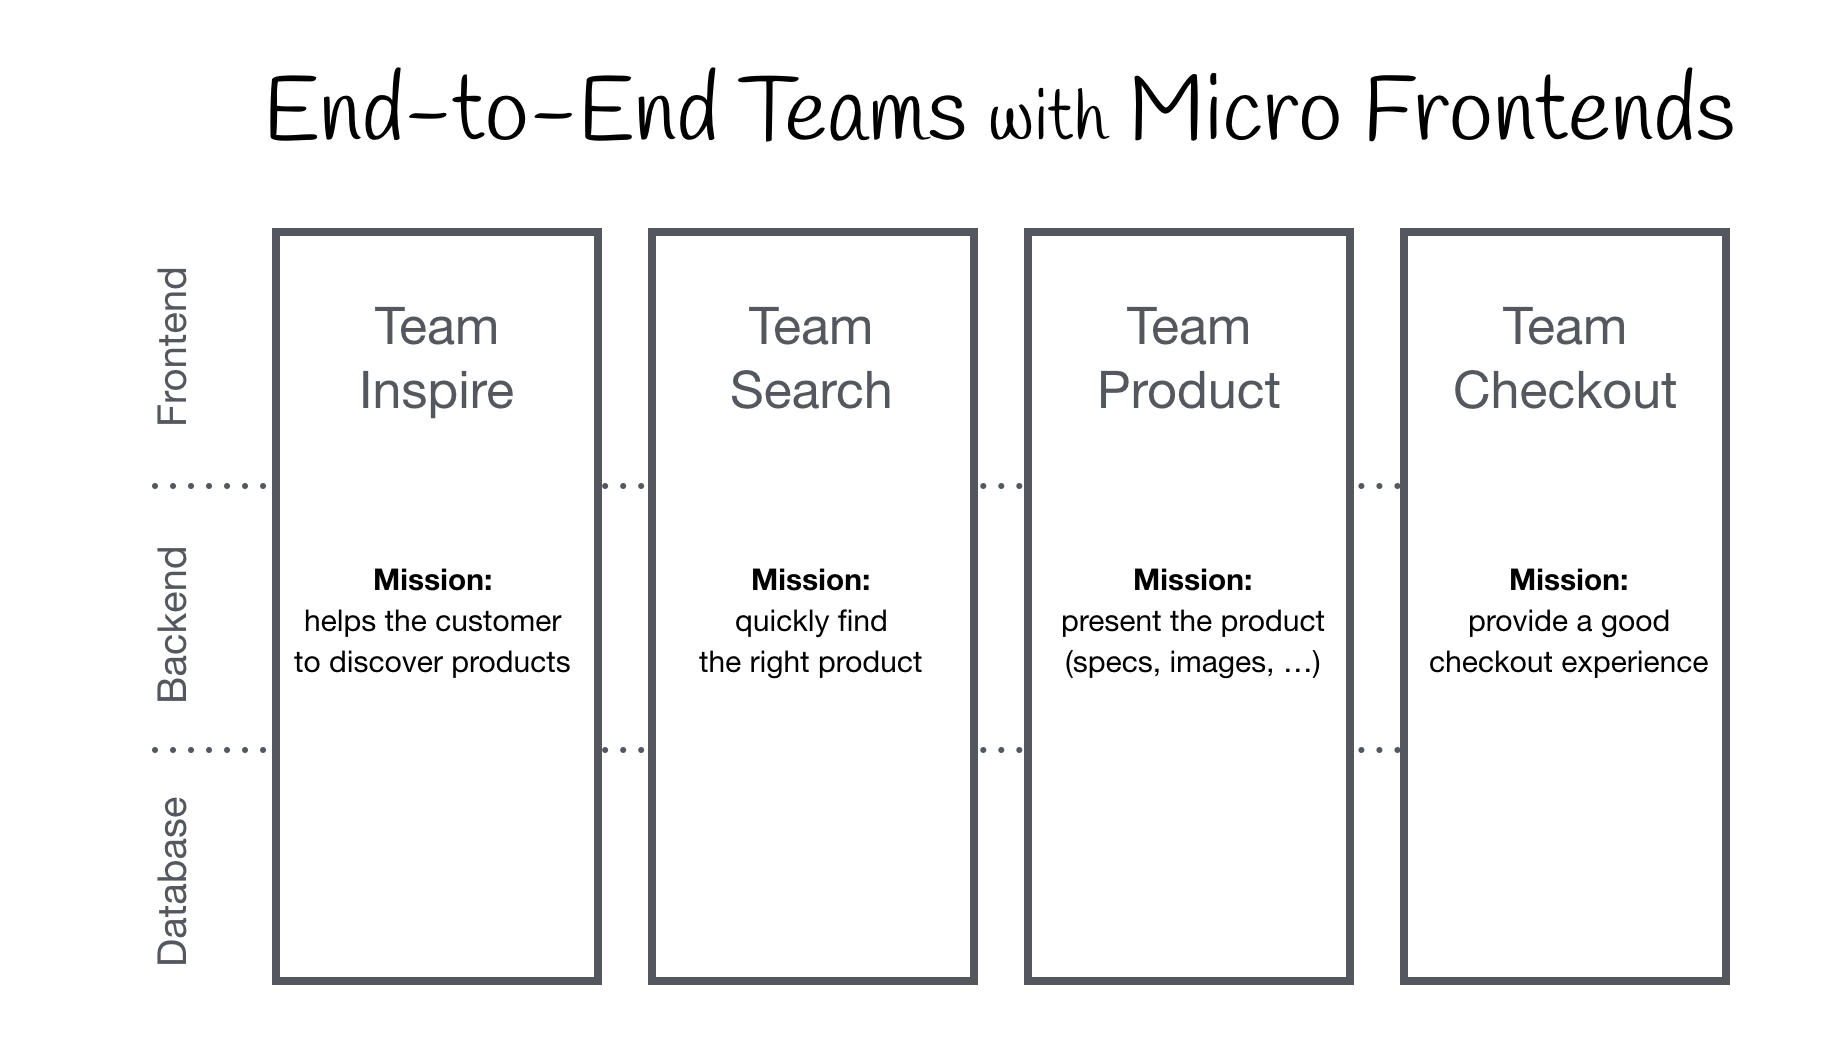 End-to-End Teams with Micro Frontends
Frontend
Team
Inspire
Team
Search
Team
Product
Team
Checkout
Backend
Mission:
helps the customer
to discover products
Mission:
quickly find
the right product
Mission:
present the product
(specs, images, …)
Mission:
provide a good
checkout experience
Database